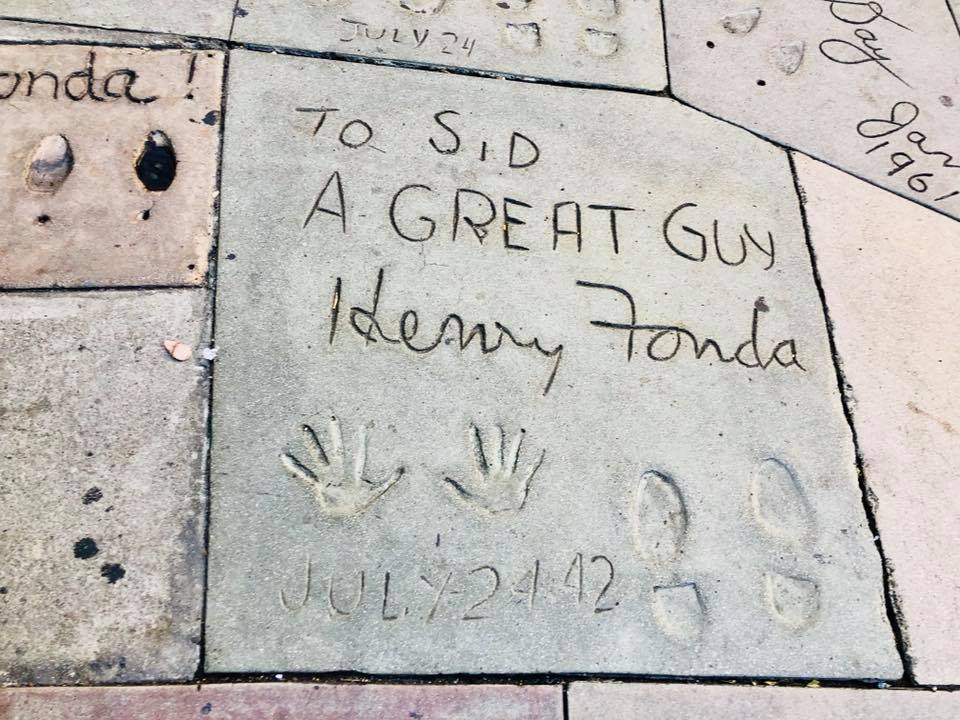 JULY 24
onda !
Day
Jan
1961
TO SID
A GREAT GUY
Henry Fonda
JULY-24-42